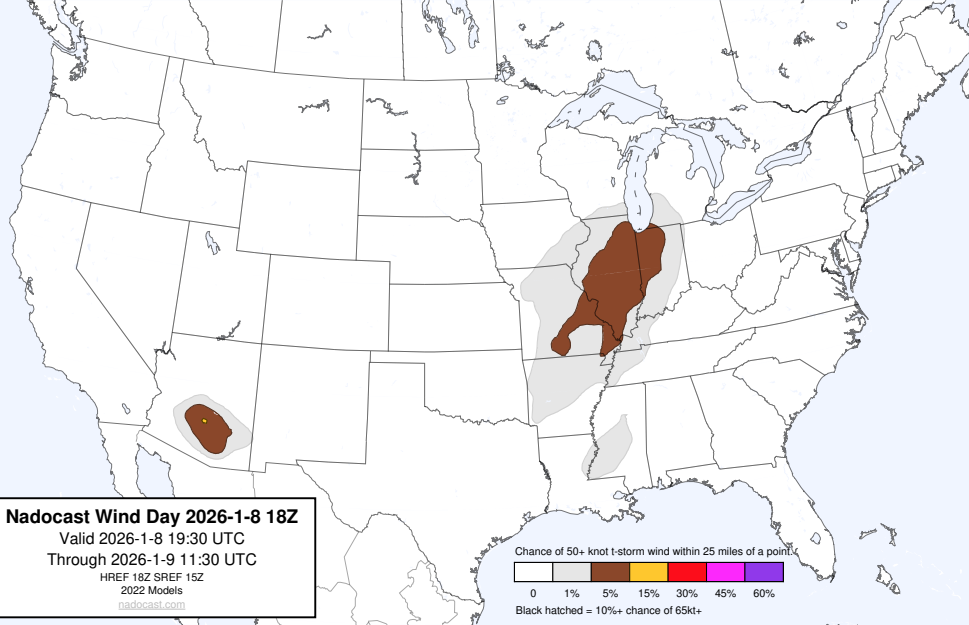 Nadocast Wind Day 2026-1-8 18Z
Valid 2026-1-8 19:30 UTC
Through 2026-1-9 11:30 UTC
HREF 18Z SREF 15Z
2022 Models
nadocast.com
Chance of 50+ knot t-storm wind within 25 miles of a point.
0 1% 5% 15% 30% 45% 60%
Black hatched = 10%+ chance of 65kt+